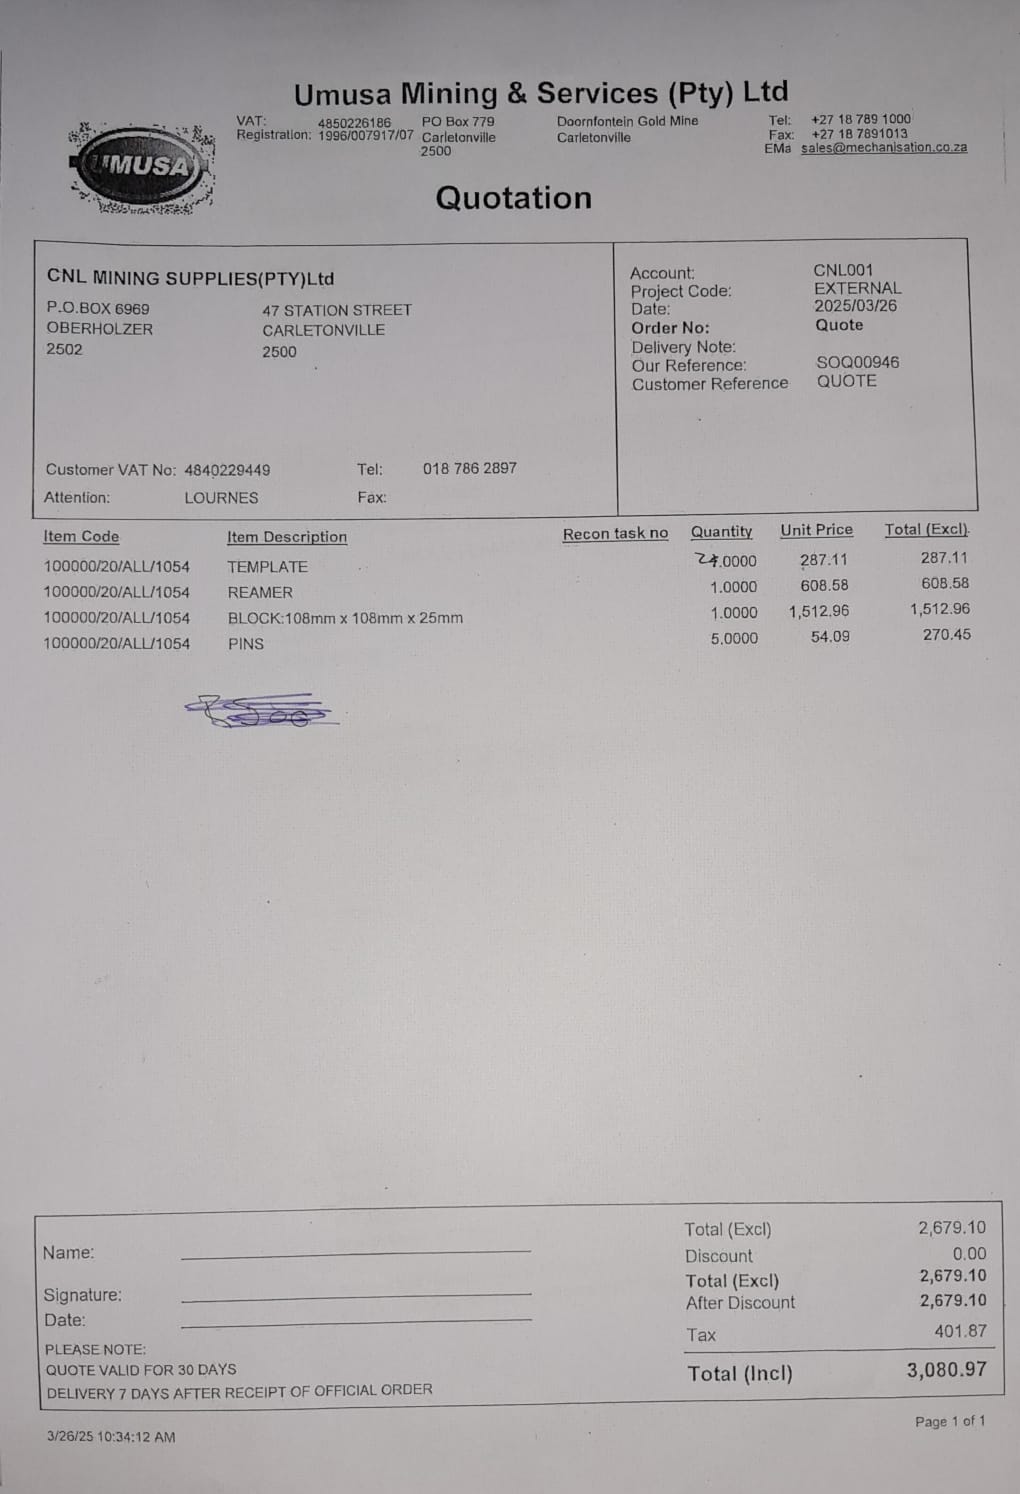 Umusa Mining & Services (Pty) Ltd
VAT: 4850226186 PO Box 779 Doornfontein Gold Mine Tel: +27 18 789 1000
Registration: 1996/007917/07 Carletonville Carletonville Fax: +27 18 7891013
2500 EMa sales@mechanisation.co.za
UMUSA
Quotation
CNL MINING SUPPLIES(PTY)Ltd
P.O.BOX 6969 47 STATION STREET
OBERHOLZER CARLETONVILLE
2502 2500
Account: CNL001
Project Code: EXTERNAL
Date: 2025/03/26
Order No: Quote
Delivery Note:
Our Reference: SOQ00946
Customer Reference QUOTE
Customer VAT No: 4840229449 Tel: 018 786 2897
Attention: LOURNES Fax:
Item Code Item Description Recon task no Quantity Unit Price Total (Excl).
100000/20/ALL/1054 TEMPLATE .0000 287.11 287.11
100000/20/ALL/1054 REAMER 1.0000 608.58 608.58
100000/20/ALL/1054 BLOCK:108mm x 108mm x 25mm 1.0000 1,512.96 1,512.96
100000/20/ALL/1054 PINS 5.0000 54.09 270.45
Name:
Signature:
Date:
PLEASE NOTE:
QUOTE VALID FOR 30 DAYS
DELIVERY 7 DAYS AFTER RECEIPT OF OFFICIAL ORDER
Total (Excl) 2,679.10
Discount 0.00
Total (Excl) 2,679.10
After Discount 2,679.10
Tax 401.87
Total (Incl) 3,080.97
3/26/25 10:34:12 AM
Page 1 of 1